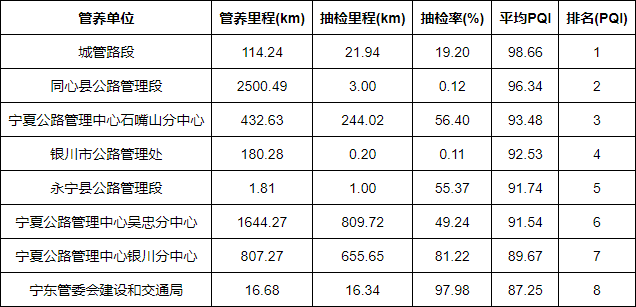 管养单位 管养里程(km) 抽检里程(km) 抽检率(%) 平均PQI 排名(PQI)
城管路段 114.24 21.94 19.20 98.66 1
同心县公路管理段 2500.49 3.00 0.12 96.34 2
宁夏公路管理中心石嘴山分中心 432.63 244.02 56.40 93.48 3
银川市公路管理处 180.28 0.20 0.11 92.53 4
永宁县公路管理段 1.81 1.00 55.37 91.74 5
宁夏公路管理中心吴忠分中心 1644.27 809.72 49.24 91.54 6
宁夏公路管理中心银川分中心 807.27 655.65 81.22 89.67 7
宁东管委会建设和交通局 16.68 16.34 97.98 87.25 8